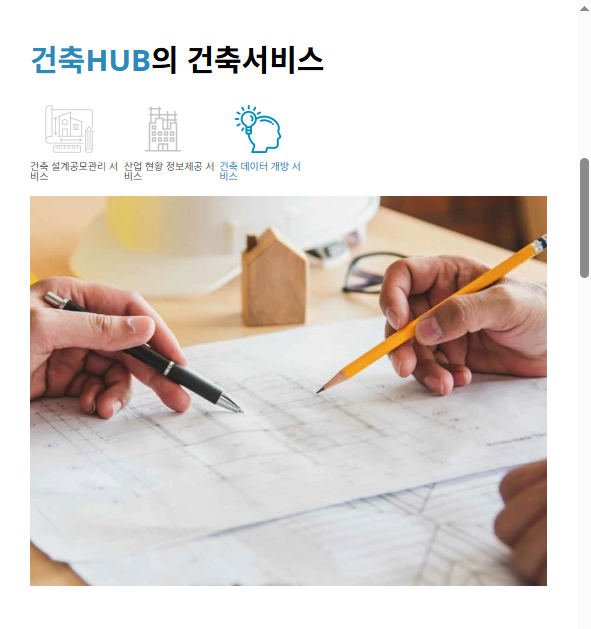 건축HUB의 건축서비스
건축 설계공모관리 서
비스
산업 현황 정보제공 서
비스
건축 데이터 개방 서
비스